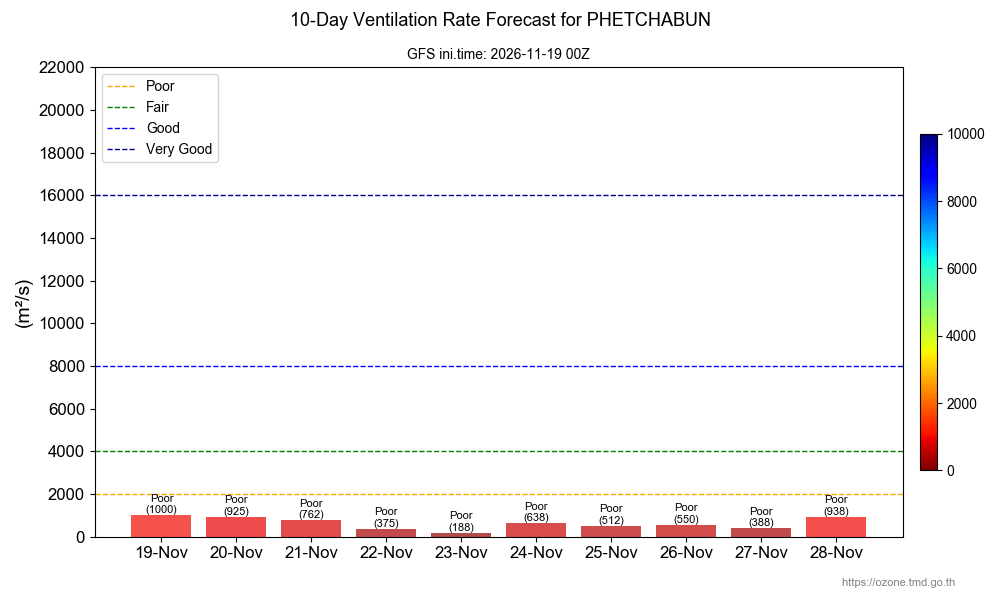 10-Day Ventilation Rate Forecast for PHETCHABUN
GFS ini.time: 2026-11-19 00Z
(m²/s)
22000
20000
18000
16000
14000
12000
10000
8000
6000
4000
2000
0
Poor
Fair
Good
Very Good
Poor
(1000)
Poor
(925)
Poor
(762)
Poor
(375)
Poor
(188)
Poor
(638)
Poor
(512)
Poor
(550)
Poor
(388)
Poor
(938)
19-Nov
20-Nov
21-Nov
22-Nov
23-Nov
24-Nov
25-Nov
26-Nov
27-Nov
28-Nov
10000
8000
6000
4000
2000
0
https://ozone.tmd.go.th